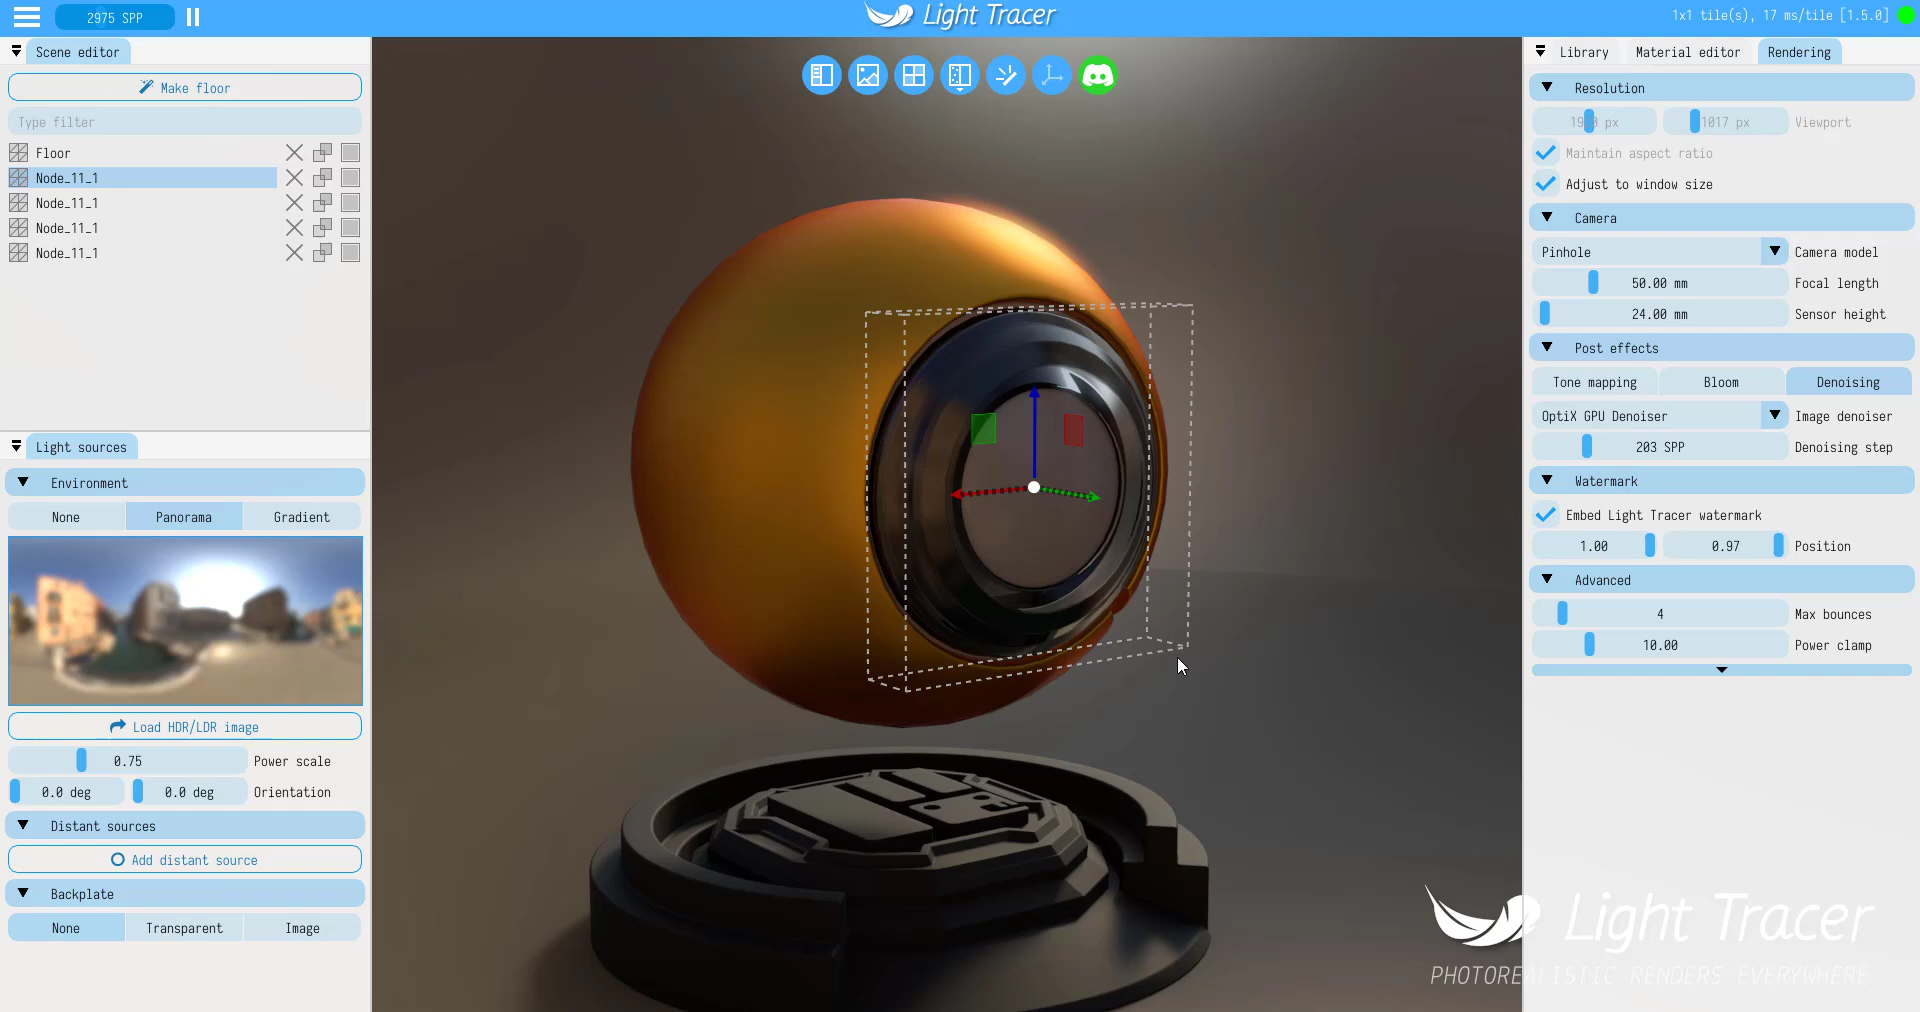 2975 SPP
Light Tracer
1x1 tile(s), 17 ms/tile [1.5.0]
Scene editor
Make floor
Type filter
Floor
Node_11_1
Node_11_1
Node_11_1
Node_11_1
Light sources
Environment
None Panorama Gradient
Load HDR/LDR image
0.75 Power scale
0.0 deg 0.0 deg Orientation
Distant sources
Add distant source
Backplate
None Transparent Image
Library Material editor Rendering
Resolution
px 1017 px Viewport
Maintain aspect ratio
Adjust to window size
Camera
Pinhole Camera model
50.00 mm Focal length
24.00 mm Sensor height
Post effects
Tone mapping Bloom Denoising
OptiX GPU Denoiser Image denoiser
203 SPP Denoising step
Watermark
Embed Light Tracer watermark
1.00 0.97 Position
Advanced
4 Max bounces
10.00 Power clamp
Light Tracer
PHOTOREALISTIC RENDERS EVERYWHERE